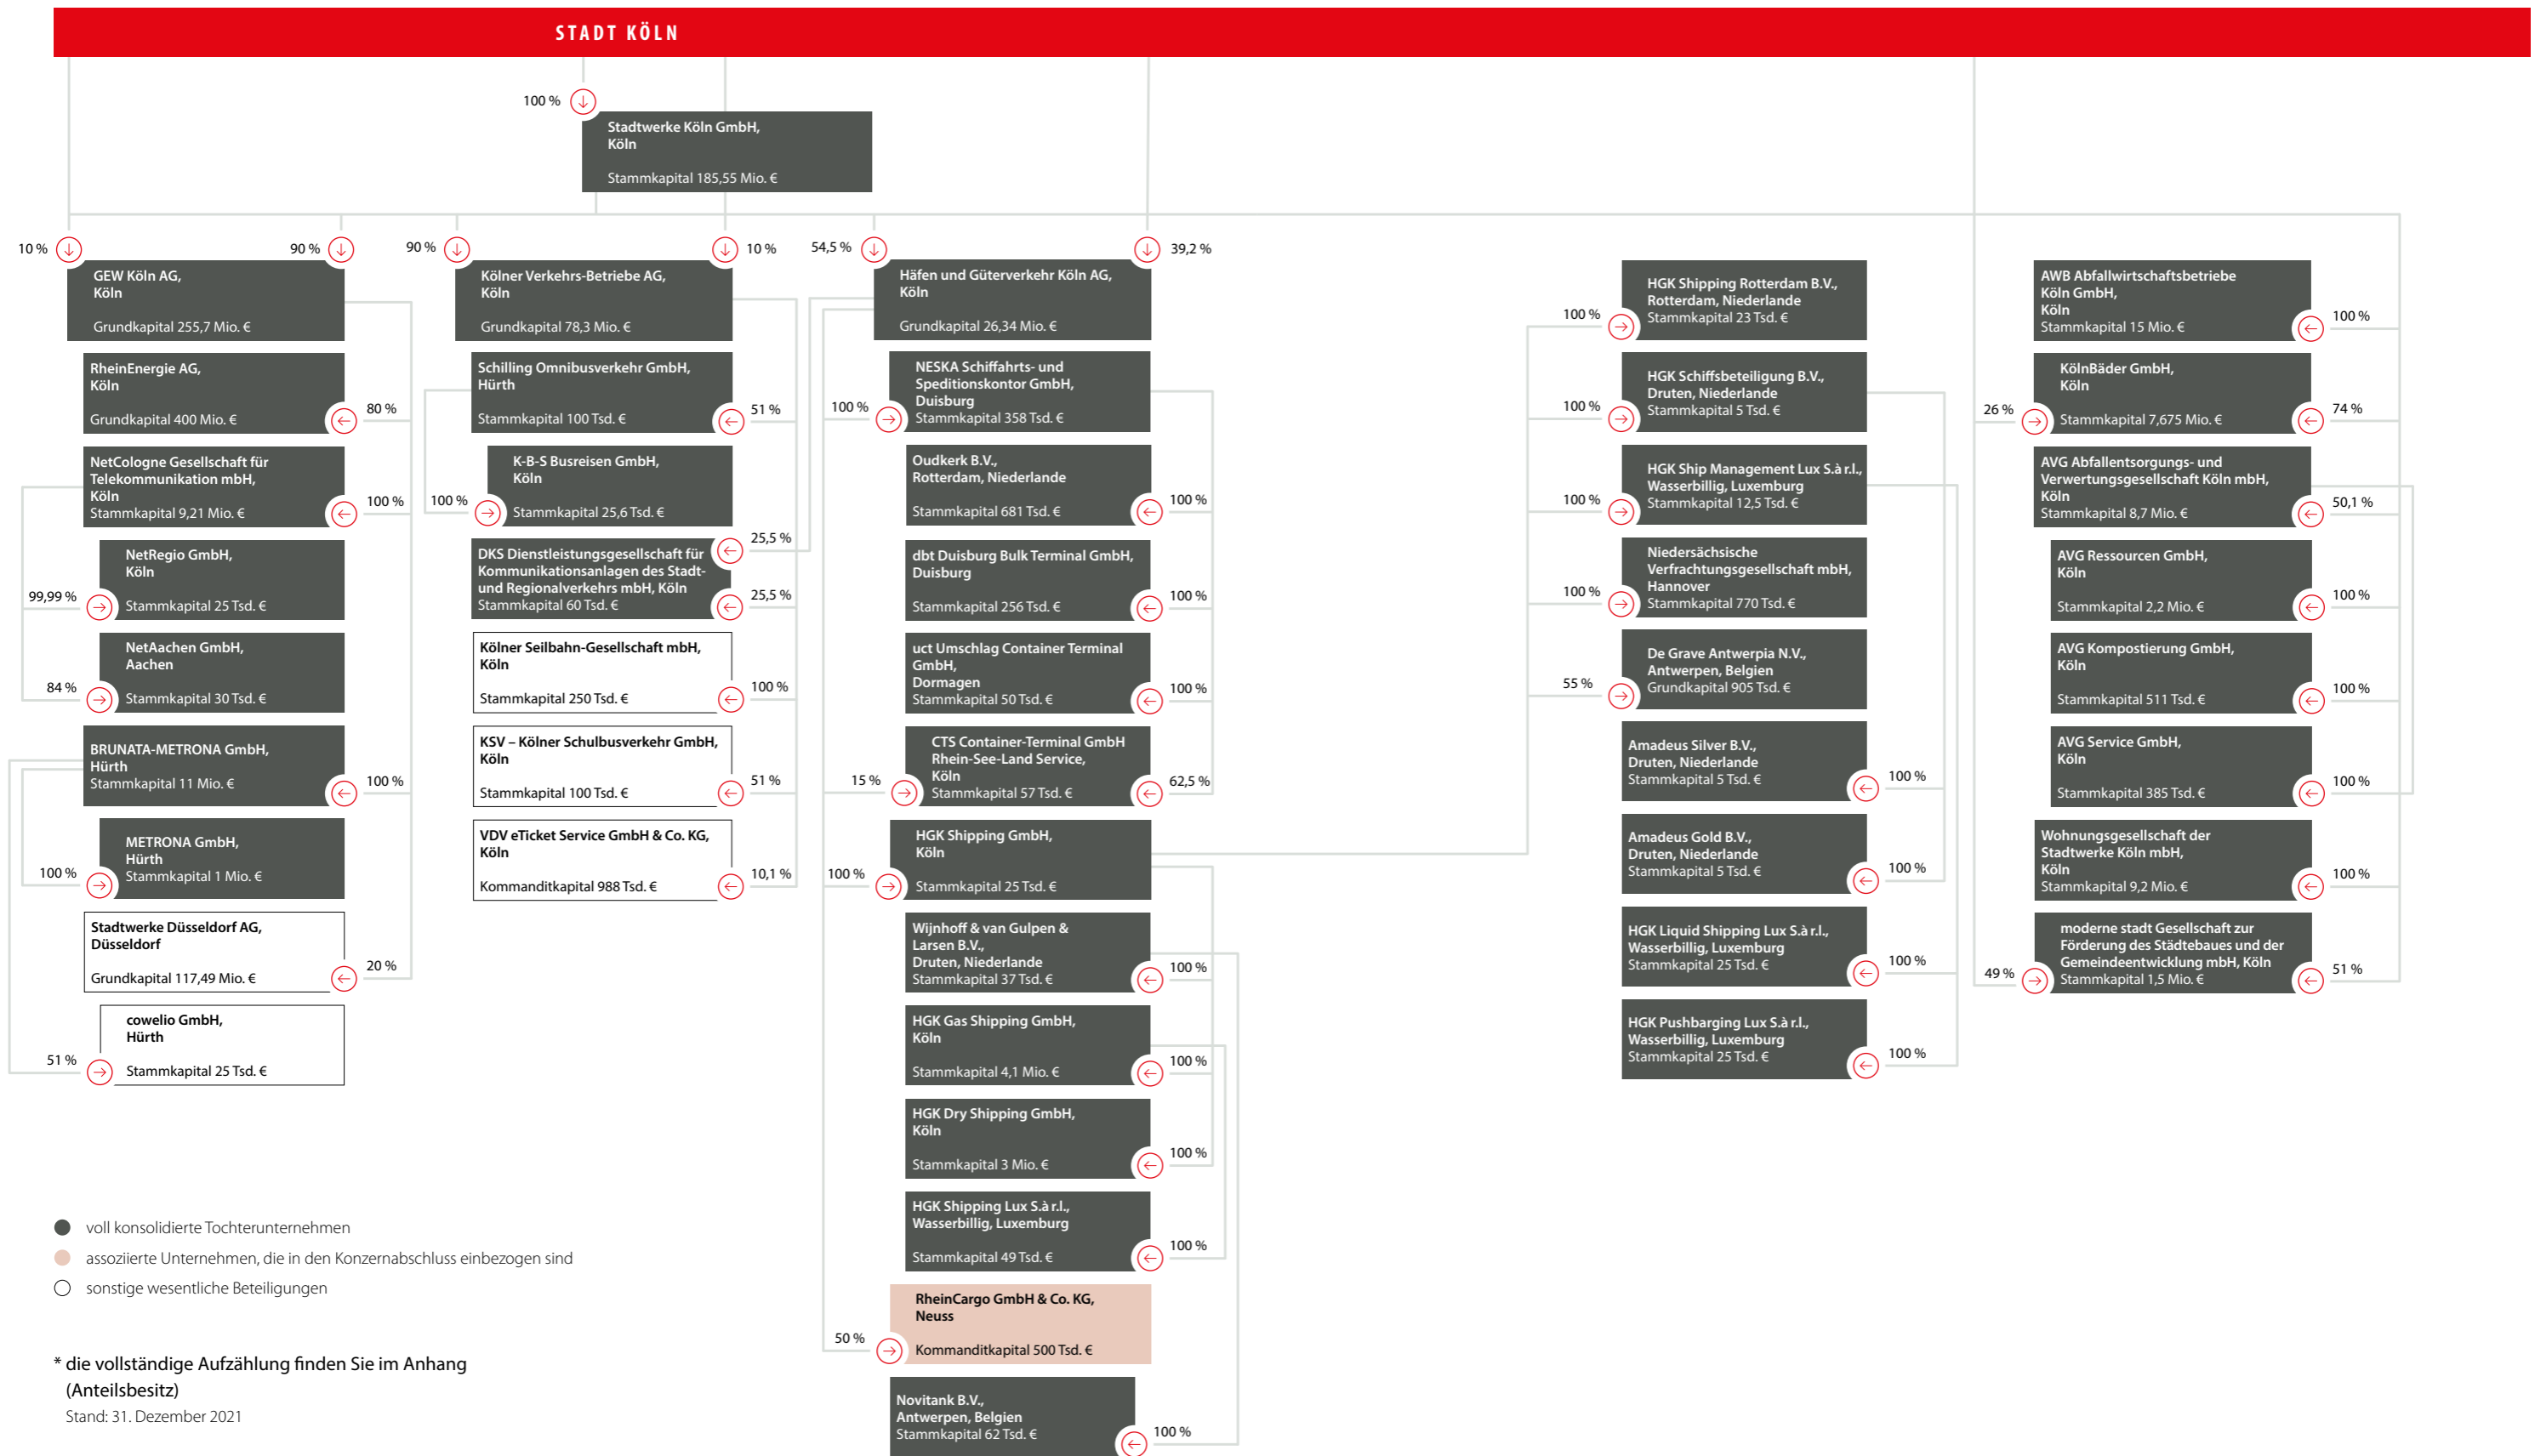 STADT KÖLN
100 %
Stadtwerke Köln GmbH,
Köln
Stammkapital 185,55 Mio. €
10 %
90 %
GEW Köln AG,
Köln
Grundkapital 255,7 Mio. €
RheinEnergie AG,
Köln
Grundkapital 400 Mio. €
80 %
NetCologne Gesellschaft für
Telekommunikation mbH,
Köln
Stammkapital 9,21 Mio. €
100 %
NetRegio GmbH,
Köln
Stammkapital 25 Tsd. €
99,99 %
NetAachen GmbH,
Aachen
Stammkapital 30 Tsd. €
84 %
BRUNATA-METRONA GmbH,
Hürth
Stammkapital 11 Mio. €
100 %
METRONA GmbH,
Hürth
Stammkapital 1 Mio. €
100 %
Stadtwerke Düsseldorf AG,
Düsseldorf
Grundkapital 117,49 Mio. €
20 %
cowelio GmbH,
Hürth
Stammkapital 25 Tsd. €
51 %
90 %
10 %
Kölner Verkehrs-Betriebe AG,
Köln
Grundkapital 78,3 Mio. €
Schilling Omnibusverkehr GmbH,
Hürth
Stammkapital 100 Tsd. €
51 %
K-B-S Busreisen GmbH,
Köln
Stammkapital 25,6 Tsd. €
100 %
DKS Dienstleistungsgesellschaft für
Kommunikationsanlagen des Stadt-
und Regionalverkehrs mbH, Köln
Stammkapital 60 Tsd. €
25,5 %
25,5 %
Kölner Seilbahn-Gesellschaft mbH,
Köln
Stammkapital 250 Tsd. €
100 %
KSV – Kölner Schulbusverkehr GmbH,
Köln
Stammkapital 100 Tsd. €
51 %
VDV eTicket Service GmbH & Co. KG,
Köln
Kommanditkapital 988 Tsd. €
10,1 %
54,5 %
39,2 %
Häfen und Güterverkehr Köln AG,
Köln
Grundkapital 26,34 Mio. €
NESKA Schiffahrts- und
Speditionskontor GmbH,
Duisburg
Stammkapital 358 Tsd. €
100 %
Oudkerk B.V.,
Rotterdam, Niederlande
Stammkapital 681 Tsd. €
100 %
dbt Duisburg Bulk Terminal GmbH,
Duisburg
Stammkapital 256 Tsd. €
100 %
uct Umschlag Container Terminal
GmbH,
Dormagen
Stammkapital 50 Tsd. €
100 %
CTS Container-Terminal GmbH
Rhein-See-Land Service,
Köln
Stammkapital 57 Tsd. €
15 %
62,5 %
HGK Shipping GmbH,
Köln
Stammkapital 25 Tsd. €
100 %
Wijnhoff & van Gulpen &
Larsen B.V.,
Druten, Niederlande
Stammkapital 37 Tsd. €
100 %
HGK Gas Shipping GmbH,
Köln
Stammkapital 4,1 Mio. €
100 %
HGK Dry Shipping GmbH,
Köln
Stammkapital 3 Mio. €
100 %
HGK Shipping Lux S.à r.l.,
Wasserbillig, Luxemburg
Stammkapital 49 Tsd. €
100 %
RheinCargo GmbH & Co. KG,
Neuss
Kommanditkapital 500 Tsd. €
50 %
Novitank B.V.,
Antwerpen, Belgien
Stammkapital 62 Tsd. €
100 %
HGK Shipping Rotterdam B.V.,
Rotterdam, Niederlande
Stammkapital 23 Tsd. €
100 %
HGK Schiffsbeteiligung B.V.,
Druten, Niederlande
Stammkapital 5 Tsd. €
100 %
HGK Ship Management Lux S.à r.l.,
Wasserbillig, Luxemburg
Stammkapital 12,5 Tsd. €
100 %
Niedersächsische
Verfrachtungsgesellschaft mbH,
Hannover
Stammkapital 770 Tsd. €
100 %
De Grave Antwerpia N.V.,
Antwerpen, Belgien
Grundkapital 905 Tsd. €
55 %
Amadeus Silver B.V.,
Druten, Niederlande
Stammkapital 5 Tsd. €
100 %
Amadeus Gold B.V.,
Druten, Niederlande
Stammkapital 5 Tsd. €
100 %
HGK Liquid Shipping Lux S.à r.l.,
Wasserbillig, Luxemburg
Stammkapital 25 Tsd. €
100 %
HGK Pushbarging Lux S.à r.l.,
Wasserbillig, Luxemburg
Stammkapital 25 Tsd. €
100 %
AWB Abfallwirtschaftsbetriebe
Köln GmbH,
Köln
Stammkapital 15 Mio. €
100 %
KölnBäder GmbH,
Köln
Stammkapital 7,675 Mio. €
26 %
74 %
AVG Abfallentsorgungs- und
Verwertungsgesellschaft Köln mbH,
Köln
Stammkapital 8,7 Mio. €
50,1 %
AVG Ressourcen GmbH,
Köln
Stammkapital 2,2 Mio. €
100 %
AVG Kompostierung GmbH,
Köln
Stammkapital 511 Tsd. €
100 %
AVG Service GmbH,
Köln
Stammkapital 385 Tsd. €
100 %
Wohnungsgesellschaft der
Stadtwerke Köln mbH,
Köln
Stammkapital 9,2 Mio. €
100 %
moderne stadt Gesellschaft zur
Förderung des Städtebaues und der
Gemeindeentwicklung mbH, Köln
Stammkapital 1,5 Mio. €
49 %
51 %
voll konsolidierte Tochterunternehmen
assoziierte Unternehmen, die in den Konzernabschluss einbezogen sind
sonstige wesentliche Beteiligungen
* die vollständige Aufzählung finden Sie im Anhang
(Anteilsbesitz)
Stand: 31. Dezember 2021